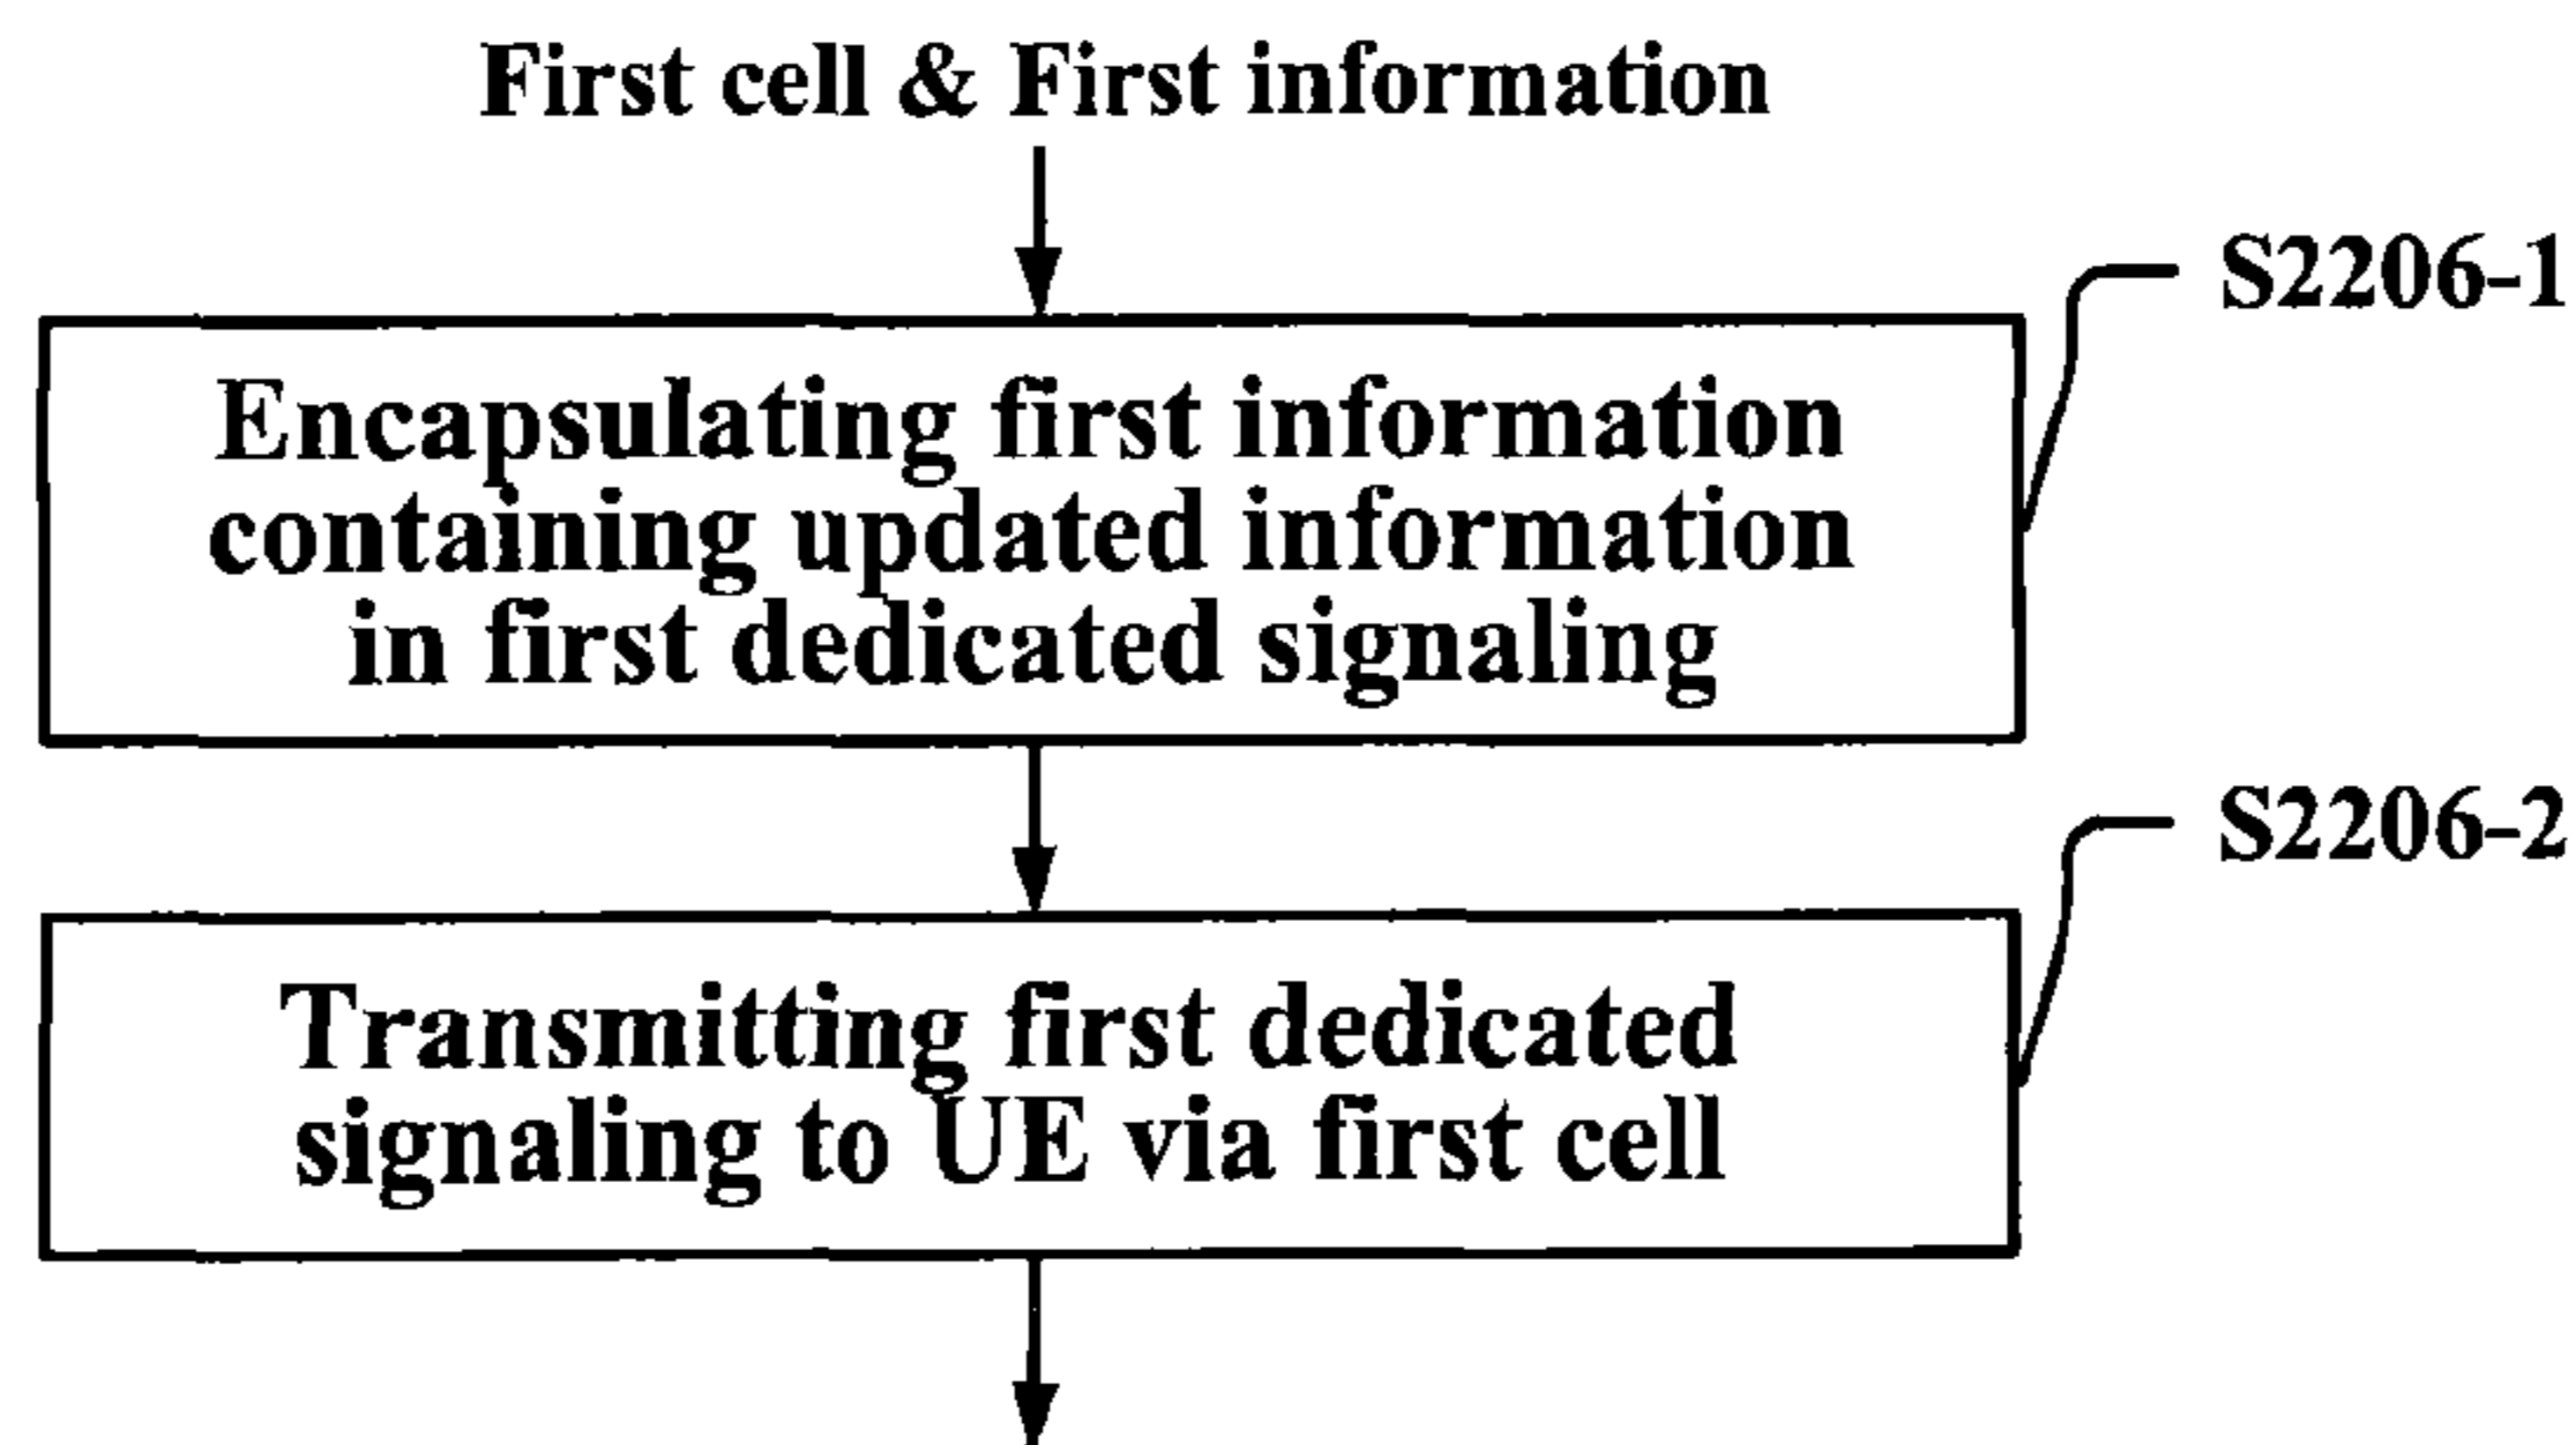 First cell & First information
S2206-1
Encapsulating first information
containing updated information
in first dedicated signaling
S2206-2
Transmitting first dedicated
signaling to UE via first cell